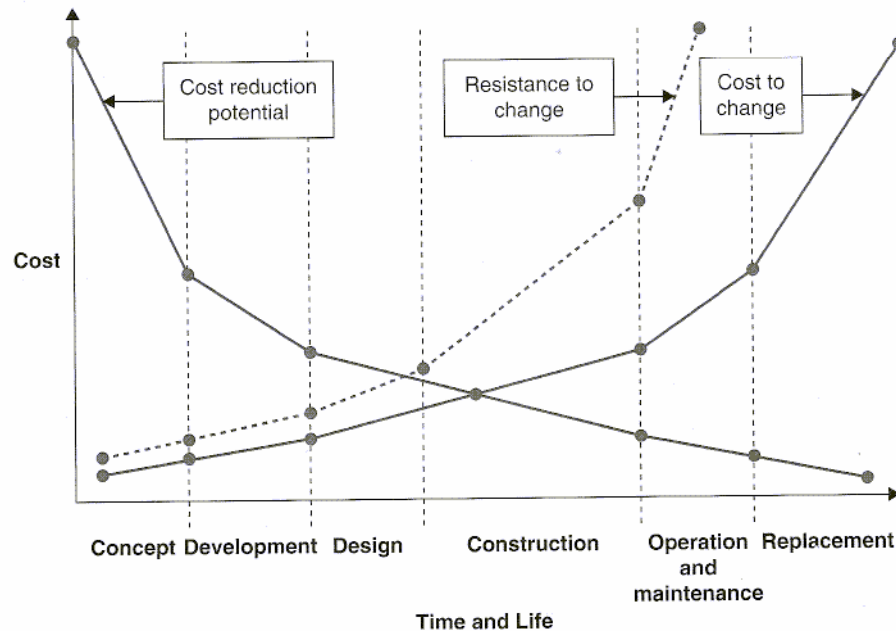 Cost reduction
potential
Resistance to
change
Cost to
change
Cost
Concept Development Design Construction Operation
and
maintenance
Replacement
Time and Life